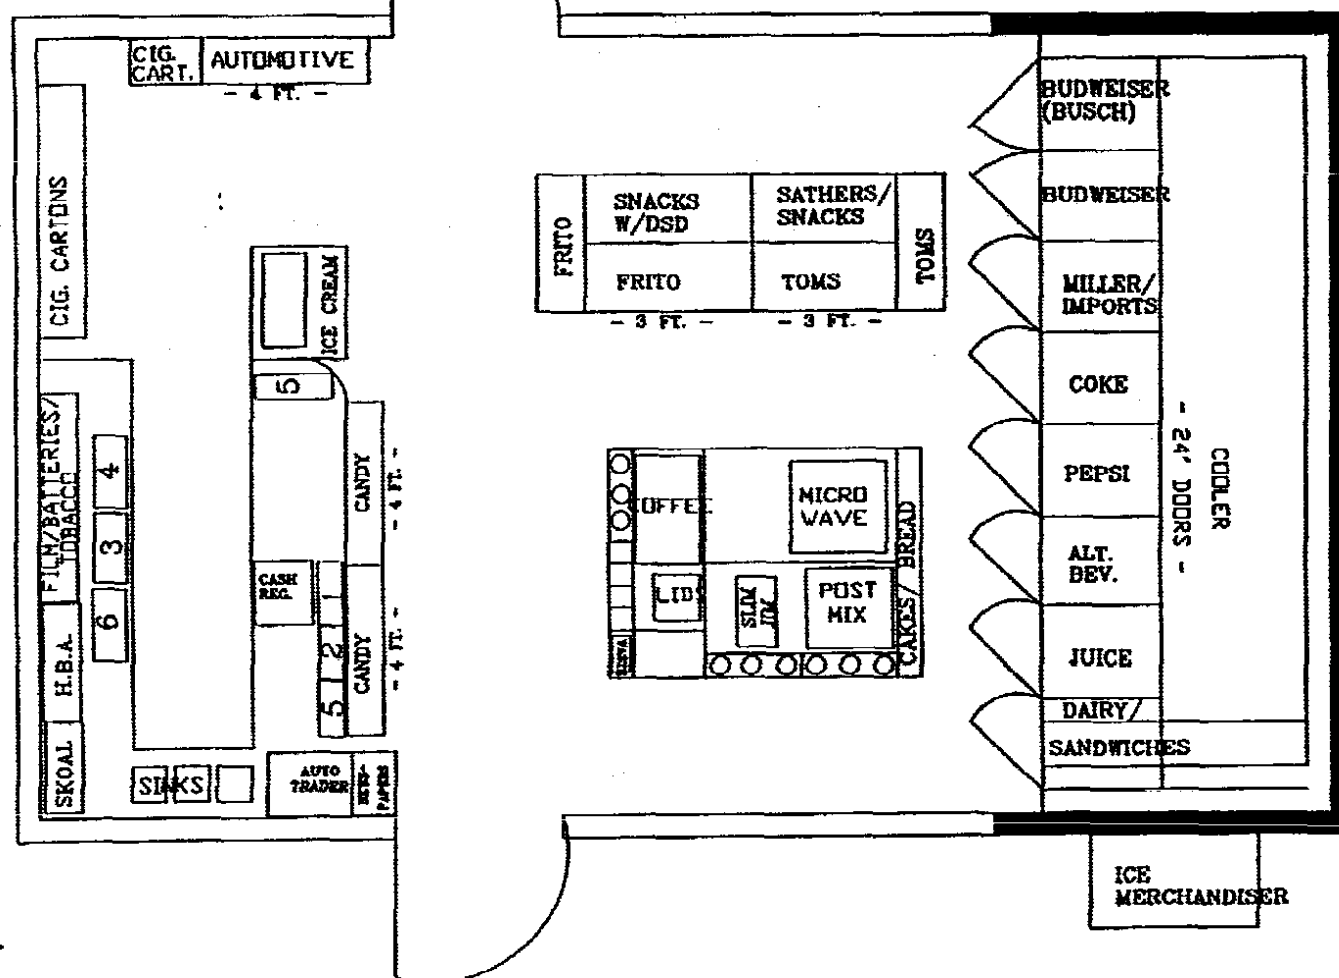 CIG.
CART.
AUTOMOTIVE
- 4 FT. -
CIG. CARTONS
ICE CREAM
5
FILM/BATTERIES/
TOBACCO
4
3
6
H.B.A.
SKOAL
CANDY
- 4 FT. -
CASH
REG.
1
2
5
CANDY
- 4 FT. -
SINKS
AUTO
TRADER
NEWS-
PAPERS
FRITO
SNACKS
W/DSD
SATHERS/
SNACKS
FRITO
TOMS
TOMS
- 3 FT. -
- 3 FT. -
COFFEE
MICRO
WAVE
LIDS
SLIM
JIM
POST
MIX
CAKES/ BREAD
BUDWEISER
(BUSCH)
BUDWEISER
MILLER/
IMPORTS
COKE
PEPSI
ALT.
BEV.
JUICE
DAIRY/
SANDWICHES
COOLER
- 24' DOORS -
ICE
MERCHANDISER